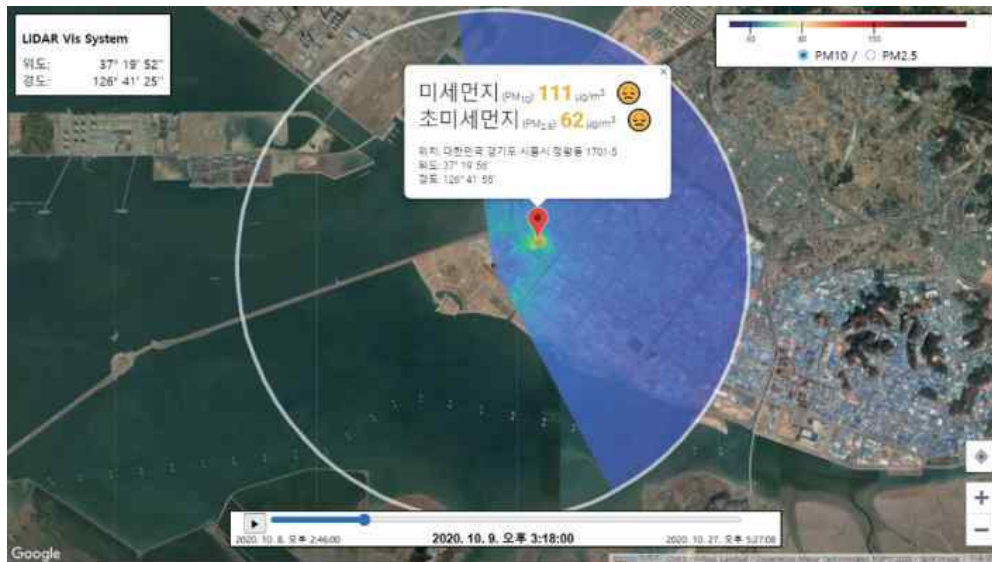 LiDAR Vis System
위도: 37° 19' 52"
경도: 126° 41' 25"
40 80 150
PM10 / PM2.5
미세먼지 (PM10) 111 μg/m³
초미세먼지 (PM2.5) 62 μg/m³
위치: 대한민국 경기도 시흥시 정왕동 1701-5
위도: 37° 19' 56"
경도: 126° 41' 55"
2020. 10. 8. 오후 2:46:00
2020. 10. 9. 오후 3:18:00
2020. 10. 27. 오후 5:27:08
Google